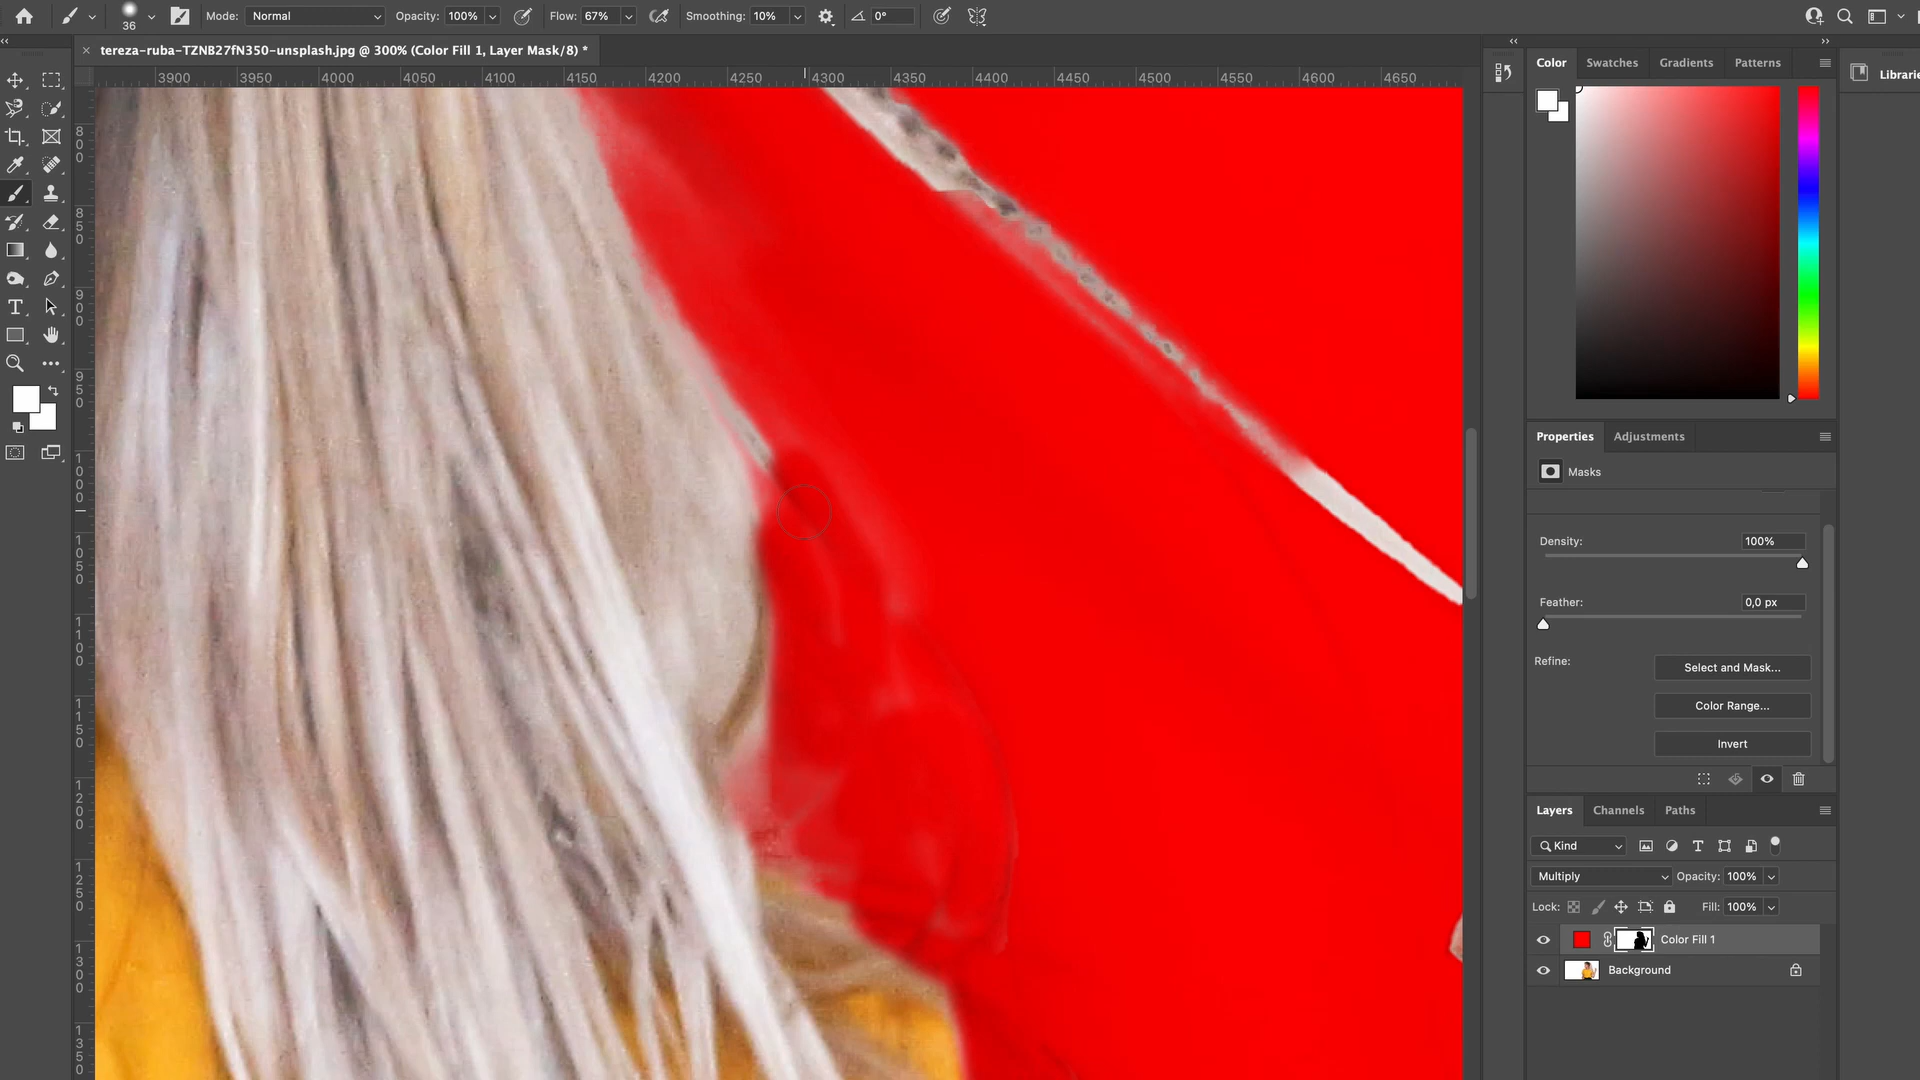 36 Mode: Normal Opacity: 100% Flow: 67% Smoothing: 10% 0°
tereza-ruba-TZNB27fN350-unsplash.jpg @ 300% (Color Fill 1, Layer Mask/8) *
3900 3950 4000 4050 4100 4150 4200 4250 4300 4350 4400 4450 4500 4550 4600 4650
800
850
900
950
1000
1050
1100
1150
1200
1250
1300
1350
Color Swatches Gradients Patterns
Librarie
Properties Adjustments
Masks
Density: 100%
Feather: 0,0 px
Refine: Select and Mask...
Color Range...
Invert
Layers Channels Paths
Kind
Multiply Opacity: 100%
Lock: Fill: 100%
Color Fill 1
Background